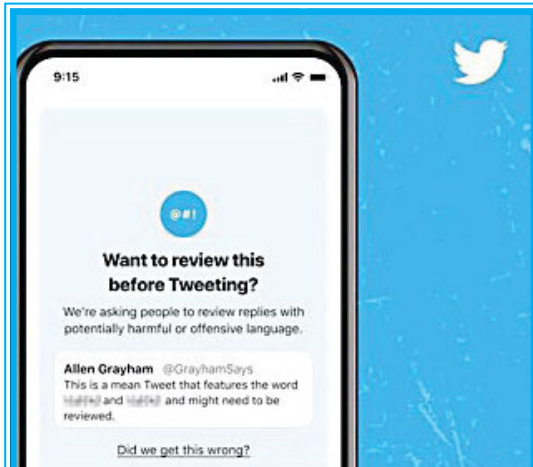 9:15
@#!
Want to review this
before Tweeting?
We're asking people to review replies with
potentially harmful or offensive language.
Allen Grayham @GrayhamSays
This is a mean Tweet that features the word
and and might need to be
reviewed.
Did we get this wrong?